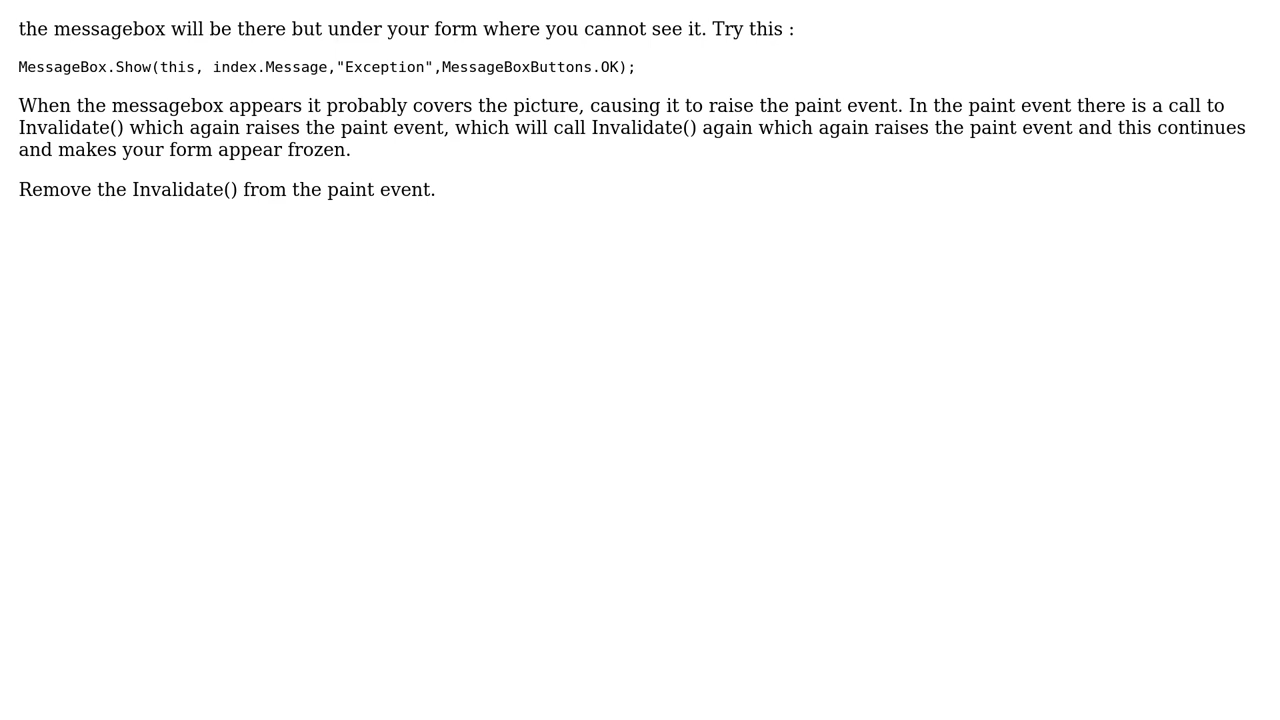 the messagebox will be there but under your form where you cannot see it. Try this :
MessageBox.Show(this, index.Message,"Exception",MessageBoxButtons.OK);
When the messagebox appears it probably covers the picture, causing it to raise the paint event. In the paint event there is a call to
Invalidate() which again raises the paint event, which will call Invalidate() again which again raises the paint event and this continues
and makes your form appear frozen.
Remove the Invalidate() from the paint event.